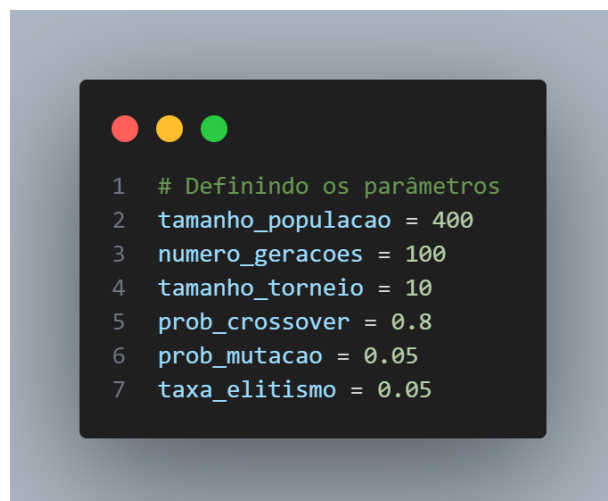 1 # Definindo os parâmetros
2 tamanho_populacao = 400
3 numero_geracoes = 100
4 tamanho_torneio = 10
5 prob_crossover = 0.8
6 prob_mutacao = 0.05
7 taxa_elitismo = 0.05